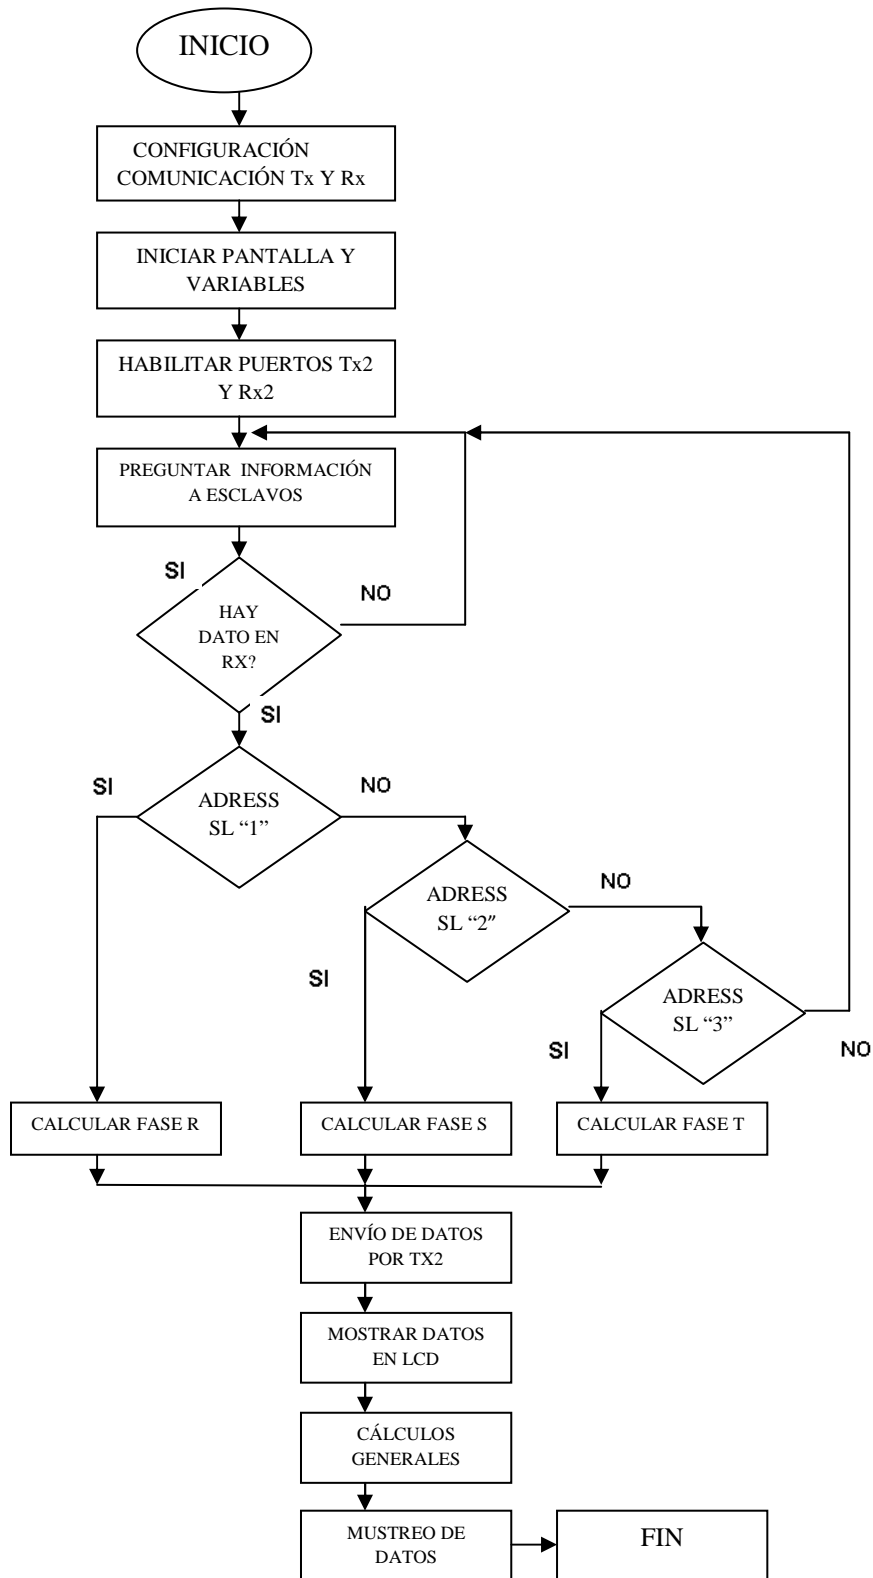 INICIO
CONFIGURACIÓN
COMUNICACIÓN Tx Y Rx
INICIAR PANTALLA Y
VARIABLES
HABILITAR PUERTOS Tx2
Y Rx2
PREGUNTAR INFORMACIÓN
A ESCLAVOS
SI
NO
HAY
DATO EN
RX?
SI
SI
NO
ADRESS
SL “1”
NO
ADRESS
SL “2”
SI
ADRESS
SL “3”
SI
NO
CALCULAR FASE R
CALCULAR FASE S
CALCULAR FASE T
ENVÍO DE DATOS
POR TX2
MOSTRAR DATOS
EN LCD
CÁLCULOS
GENERALES
MUSTREO DE
DATOS
FIN